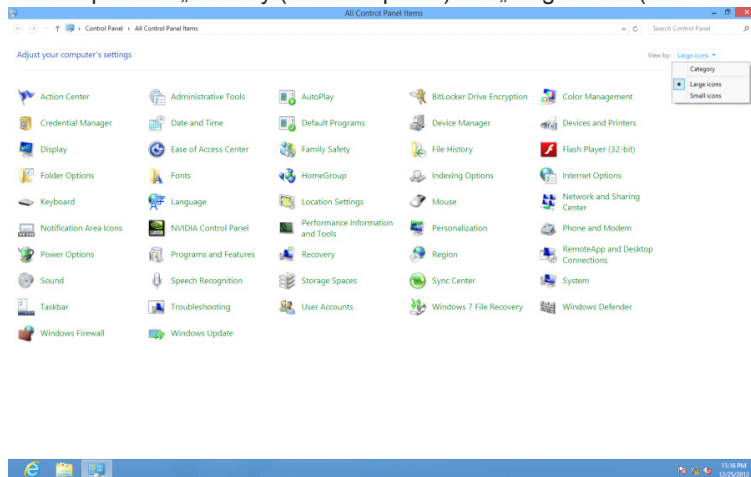 All Control Panel Items
Control Panel ▸ All Control Panel Items
Search Control Panel
Adjust your computer's settings
View by: Large icons
Category
Large icons
Small icons
Action Center
Administrative Tools
AutoPlay
BitLocker Drive Encryption
Color Management
Credential Manager
Date and Time
Default Programs
Device Manager
Devices and Printers
Display
Ease of Access Center
Family Safety
File History
Flash Player (32-bit)
Folder Options
Fonts
HomeGroup
Indexing Options
Internet Options
Keyboard
Language
Location Settings
Mouse
Network and Sharing
Center
Notification Area Icons
NVIDIA Control Panel
Performance Information
and Tools
Personalization
Phone and Modem
Power Options
Programs and Features
Recovery
Region
RemoteApp and Desktop
Connections
Sound
Speech Recognition
Storage Spaces
Sync Center
System
Taskbar
Troubleshooting
User Accounts
Windows 7 File Recovery
Windows Defender
Windows Firewall
Windows Update
11:16 PM
12/25/2012